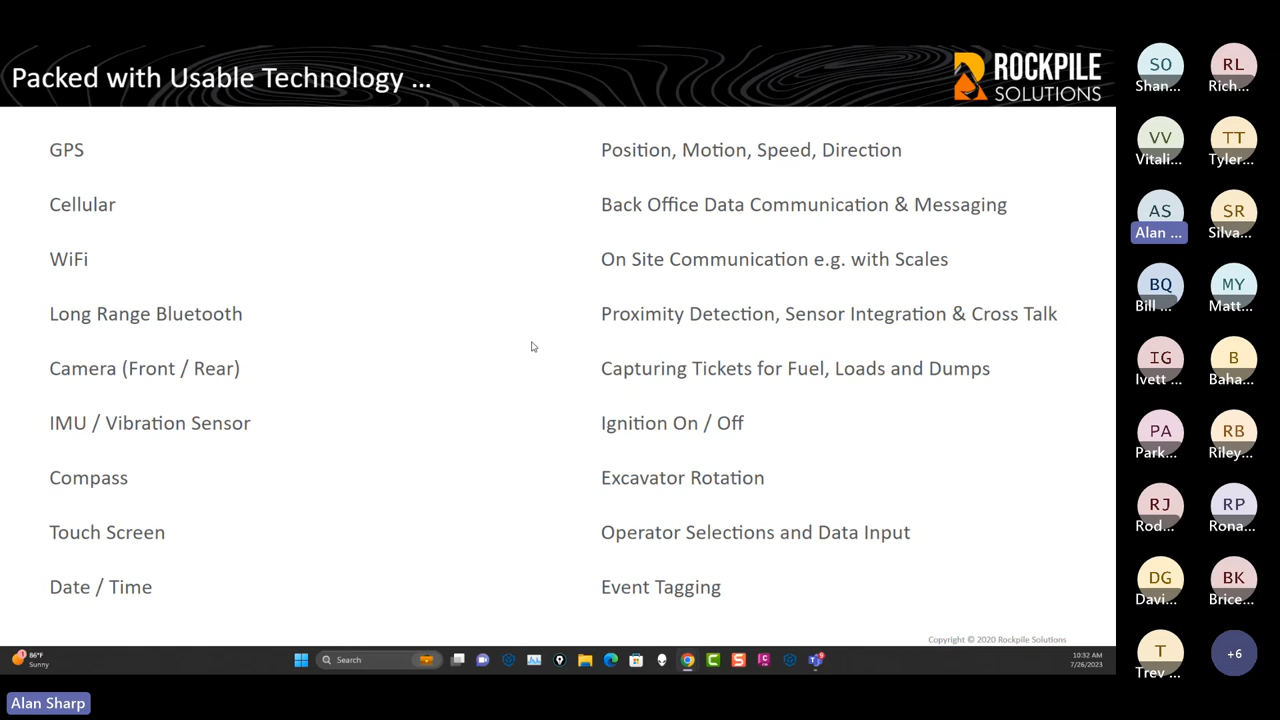 Packed with Usable Technology ...
ROCKPILE
SOLUTIONS
GPS
Position, Motion, Speed, Direction
Cellular
Back Office Data Communication & Messaging
WiFi
On Site Communication e.g. with Scales
Long Range Bluetooth
Proximity Detection, Sensor Integration & Cross Talk
Camera (Front / Rear)
Capturing Tickets for Fuel, Loads and Dumps
IMU / Vibration Sensor
Ignition On / Off
Compass
Excavator Rotation
Touch Screen
Operator Selections and Data Input
Date / Time
Event Tagging
Copyright © 2020 Rockpile Solutions
1
86°F
Sunny
Search
10:32 AM
7/26/2023
Alan Sharp
SO
Shan...
RL
Rich...
VV
Vitali...
TT
Tyler...
AS
Alan ...
SR
Silva...
BQ
Bill ...
MY
Matt...
IG
Ivett ...
B
Baha...
PA
Park...
RB
Riley...
RJ
Rod...
RP
Rona...
DG
Davi...
BK
Brice...
T
Trev ...
+6